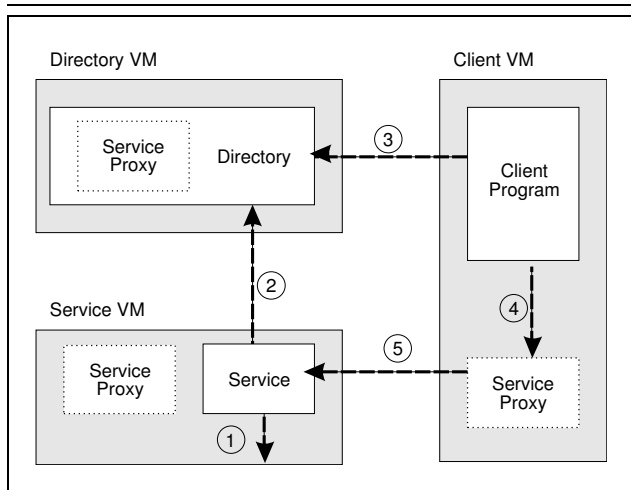 Directory VM
Client VM
Service
Proxy
Directory
3
Client
Program
2
4
Service VM
Service
Proxy
Service
5
Service
Proxy
1